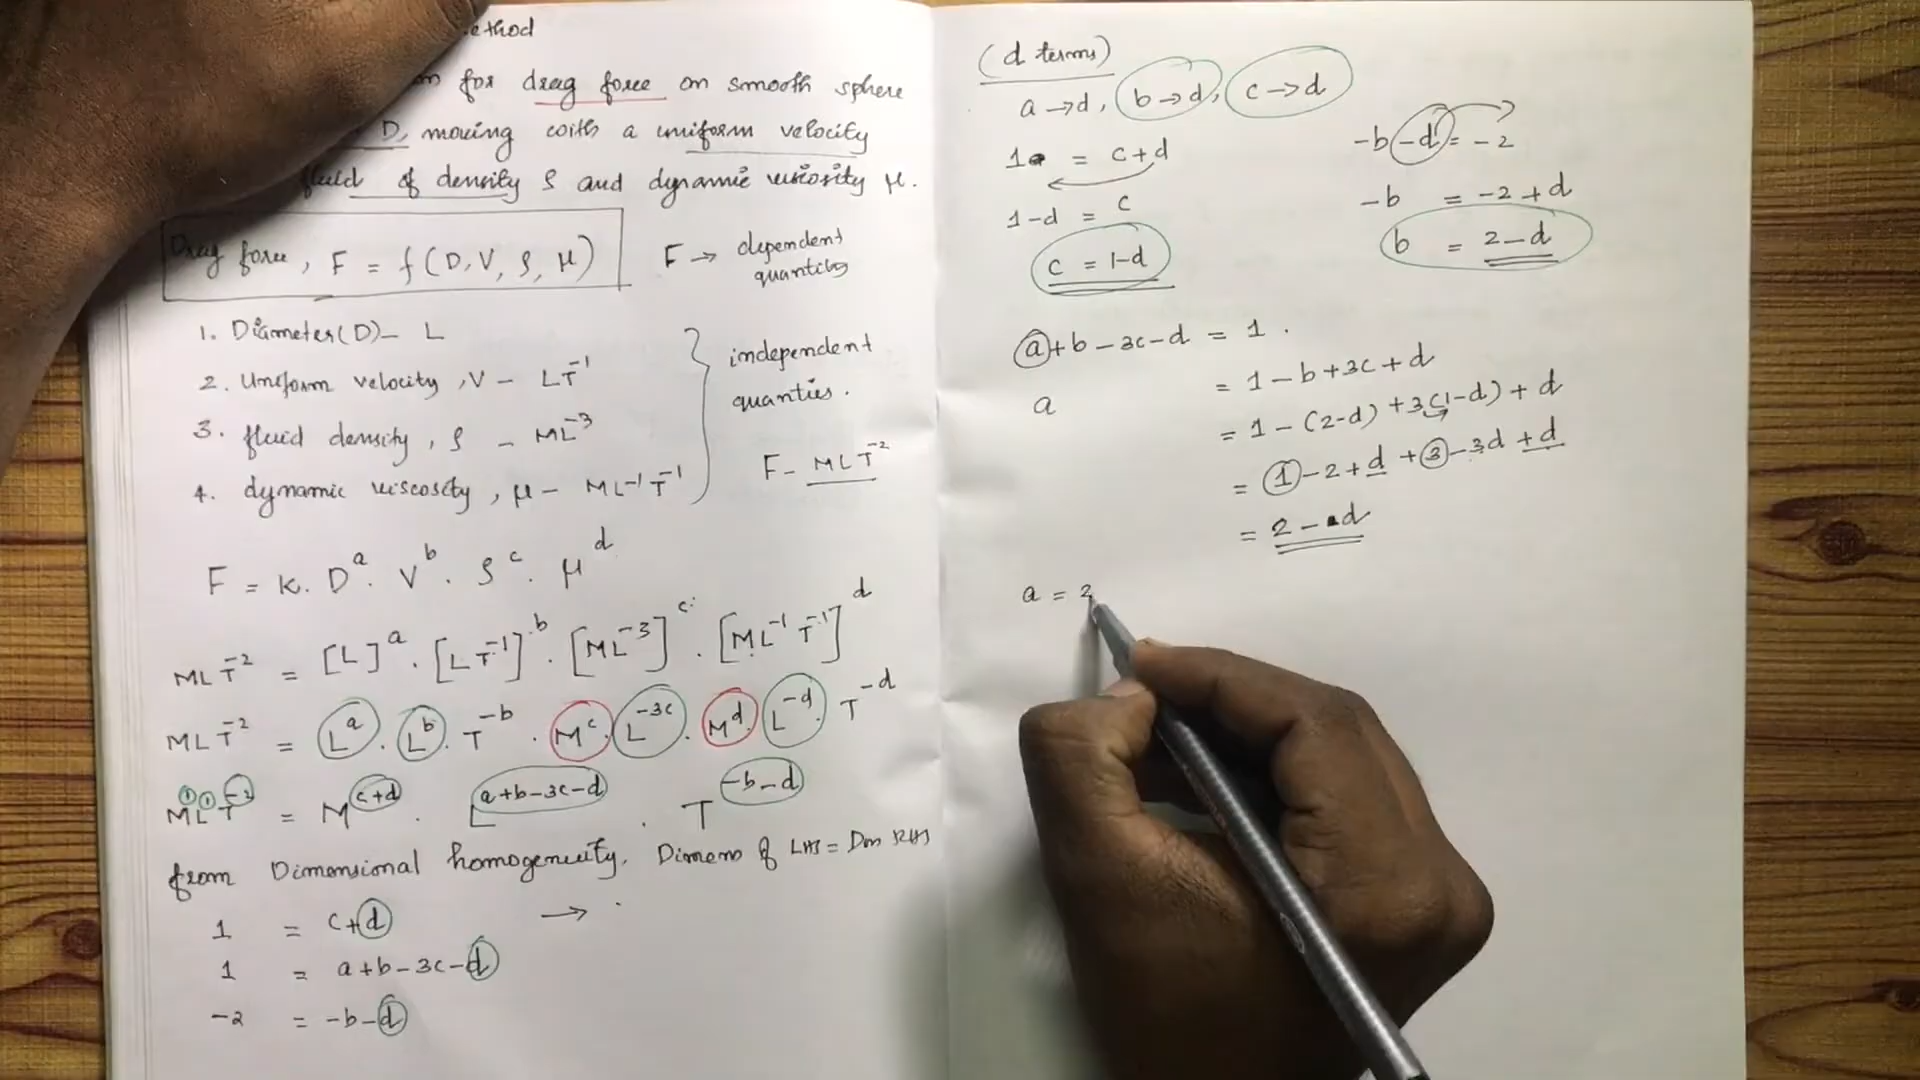 ethod
n for drag force on smooth sphere
D, moving with a uniform velocity
fluid of density ρ and dynamic viscosity μ.
Drag force, F = f(D, V, ρ, μ)
F → dependent
quantity
1. Diameter(D) - L
2. Uniform velocity, V - LT⁻¹
3. fluid density, ρ - ML⁻³
4. dynamic viscosity, μ - ML⁻¹T⁻¹
independent
quanties.
F - MLT⁻²
F = K. Dᵃ. Vᵇ. ρᶜ. μᵈ
MLT⁻² = [L]ᵃ. [LT⁻¹]ᵇ. [ML⁻³]ᶜ. [ML⁻¹T⁻¹]ᵈ
MLT⁻² = Lᵃ. Lᵇ. T⁻ᵇ. Mᶜ. L⁻³ᶜ. Mᵈ. L⁻ᵈ. T⁻ᵈ
M¹L¹T⁻² = M^(c+d). L^(a+b-3c-d). T^(-b-d)
from Dimensional homogeneity. Dimens of LHS = Dim RHS
1 = c+d →
1 = a+b-3c-d
-2 = -b-d
(d terms)
a→d, b→d, c→d
1 = c+d
1-d = c
c = 1-d
-b-d = -2
-b = -2+d
b = 2-d
a+b-3c-d = 1.
a = 1-b+3c+d
= 1-(2-d)+3(1-d)+d
= 1-2+d+3-3d+d
= 2-d
a = 2